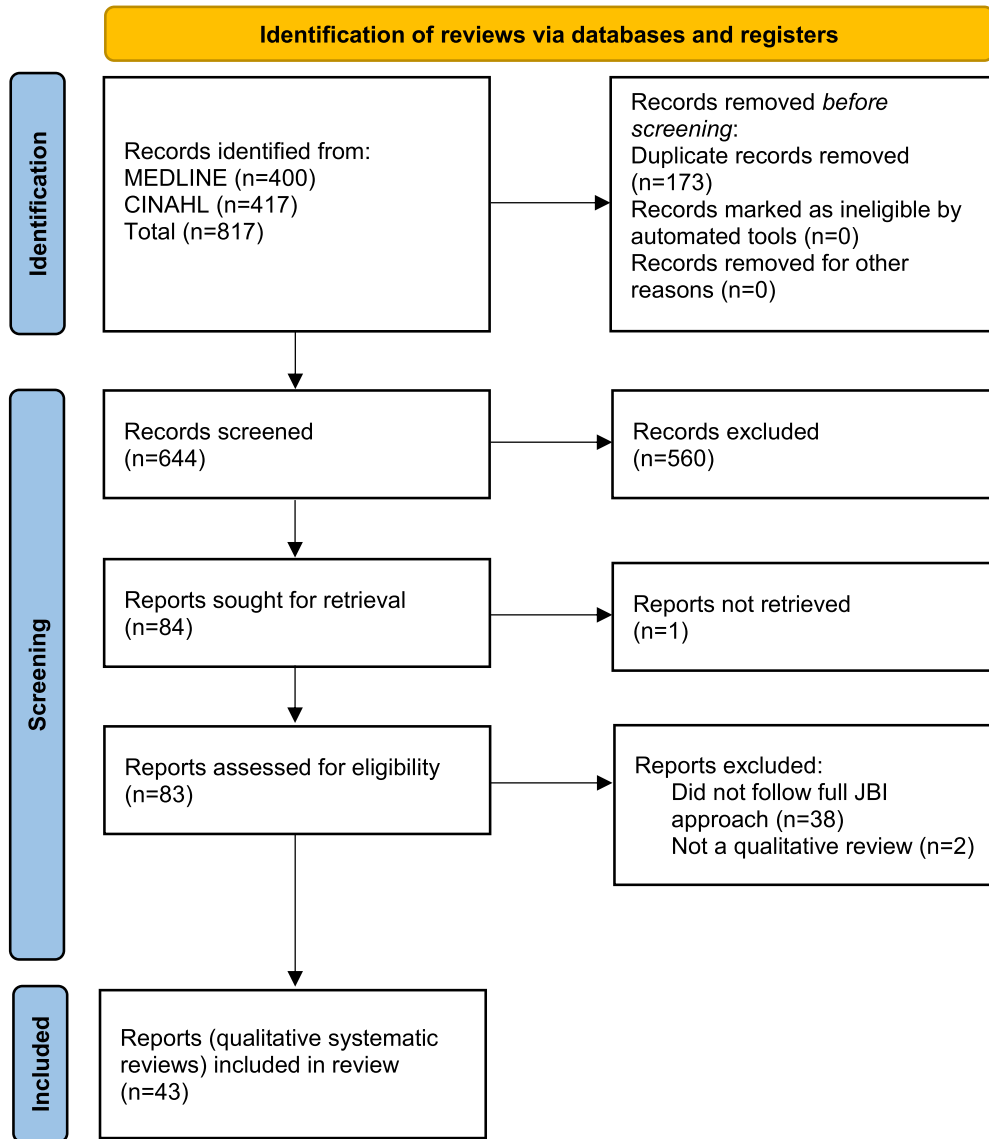 Identification of reviews via databases and registers
Identification
Records identified from:
MEDLINE (n=400)
CINAHL (n=417)
Total (n=817)
Records removed before
screening:
Duplicate records removed
(n=173)
Records marked as ineligible by
automated tools (n=0)
Records removed for other
reasons (n=0)
Screening
Records screened
(n=644)
Records excluded
(n=560)
Reports sought for retrieval
(n=84)
Reports not retrieved
(n=1)
Reports assessed for eligibility
(n=83)
Reports excluded:
Did not follow full JBI
approach (n=38)
Not a qualitative review (n=2)
Included
Reports (qualitative systematic
reviews) included in review
(n=43)